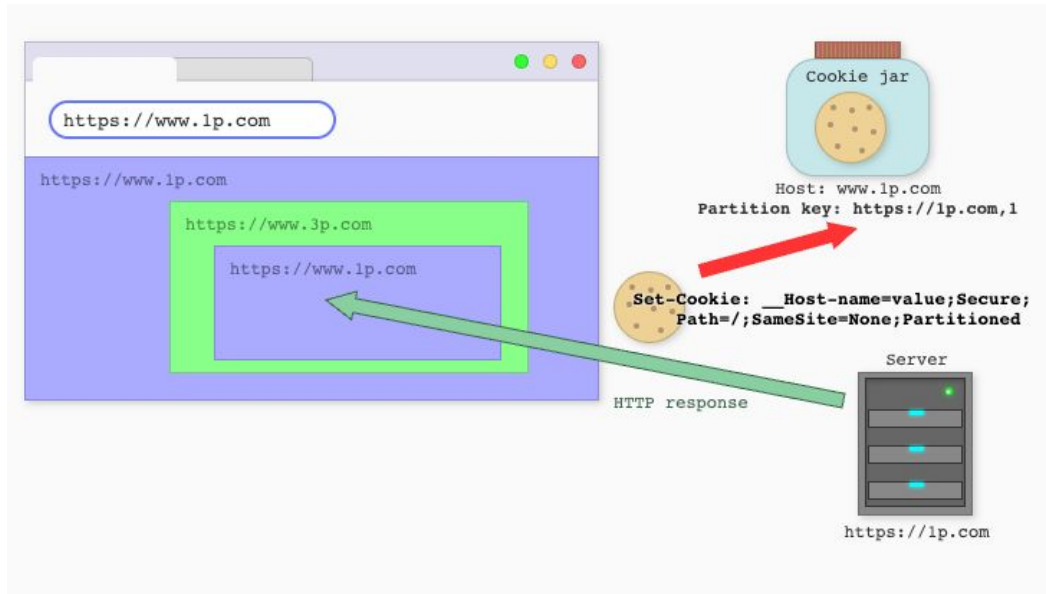 https://www.1p.com
https://www.1p.com
https://www.3p.com
https://www.1p.com
Cookie jar
Host: www.1p.com
Partition key: https://1p.com,1
Set-Cookie: __Host-name=value;Secure;
Path=/;SameSite=None;Partitioned
HTTP response
Server
https://1p.com